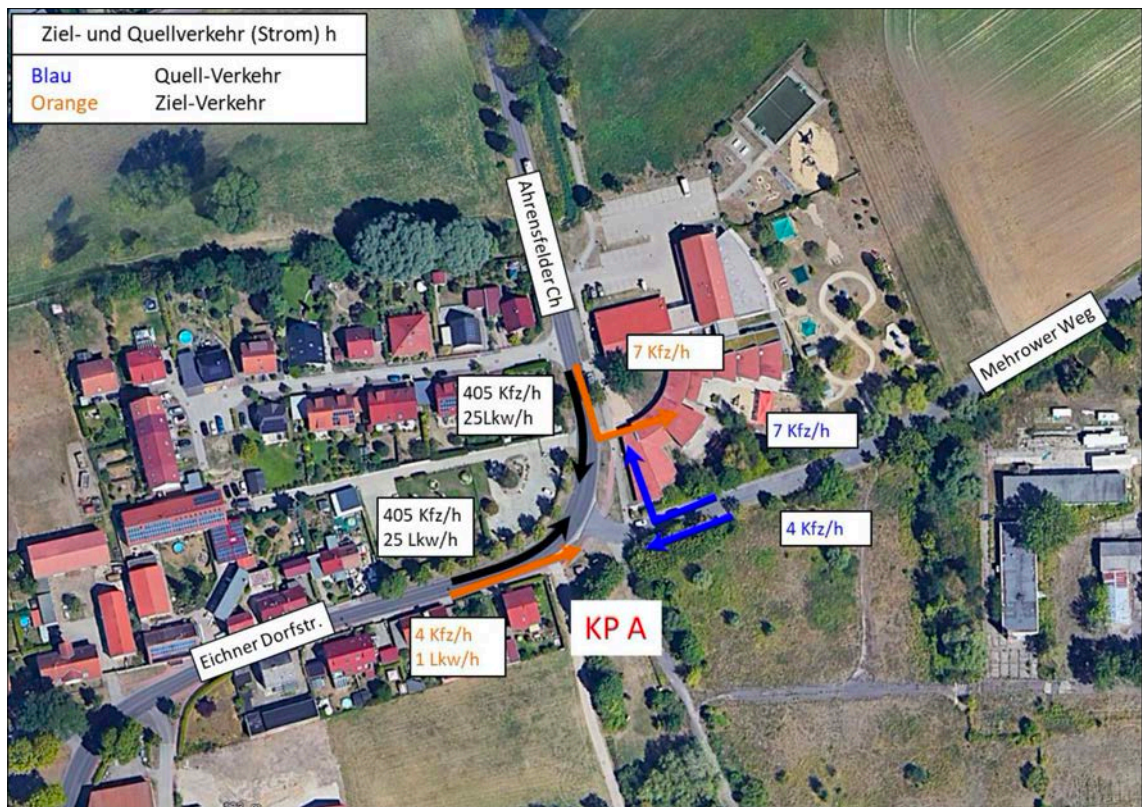 Ziel- und Quellverkehr (Strom) h
Blau Quell-Verkehr
Orange Ziel-Verkehr
Ahrensfelder Ch
Mehrower Weg
7 Kfz/h
405 Kfz/h
25Lkw/h
7 Kfz/h
405 Kfz/h
25 Lkw/h
4 Kfz/h
Eichner Dorfstr.
4 Kfz/h
1 Lkw/h
KP A